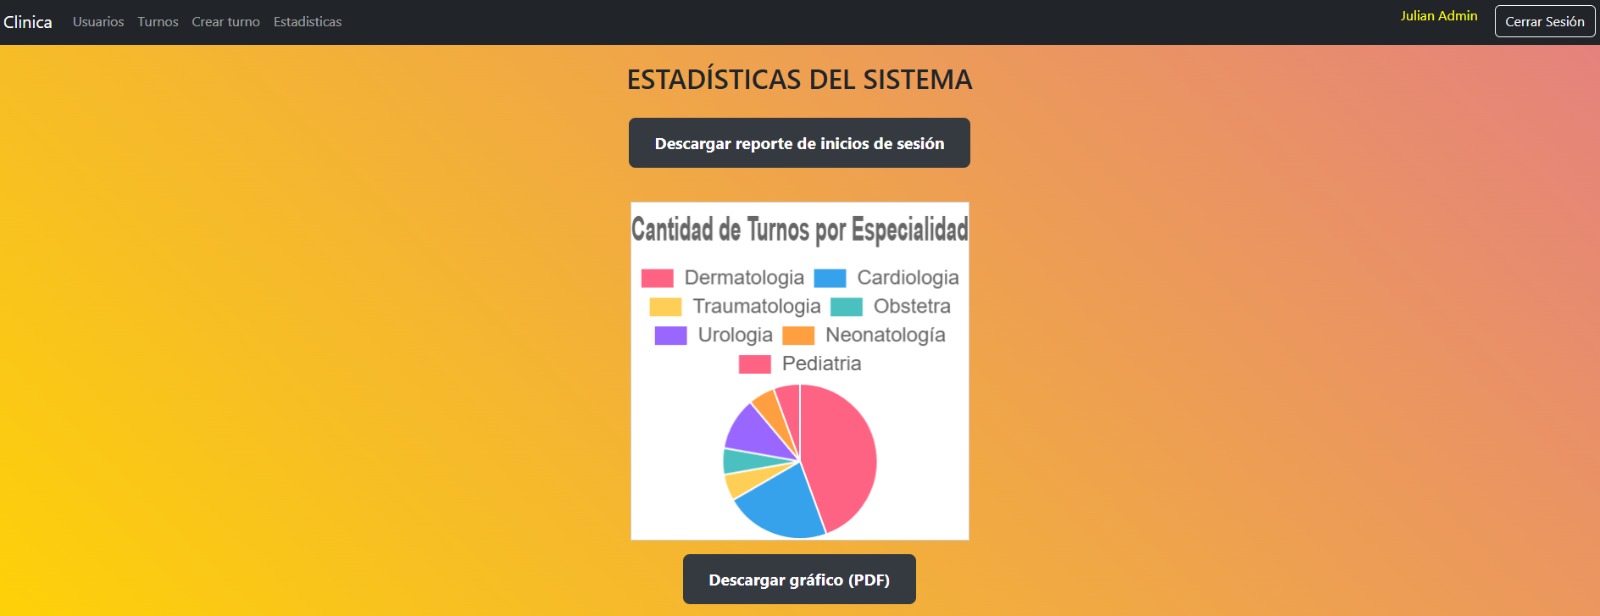 Clinica Usuarios Turnos Crear turno Estadisticas Julian Admin Cerrar Sesión
ESTADÍSTICAS DEL SISTEMA
Descargar reporte de inicios de sesión
Cantidad de Turnos por Especialidad
Dermatologia Cardiologia
Traumatologia Obstetra
Urologia Neonatología
Pediatria
Descargar gráfico (PDF)